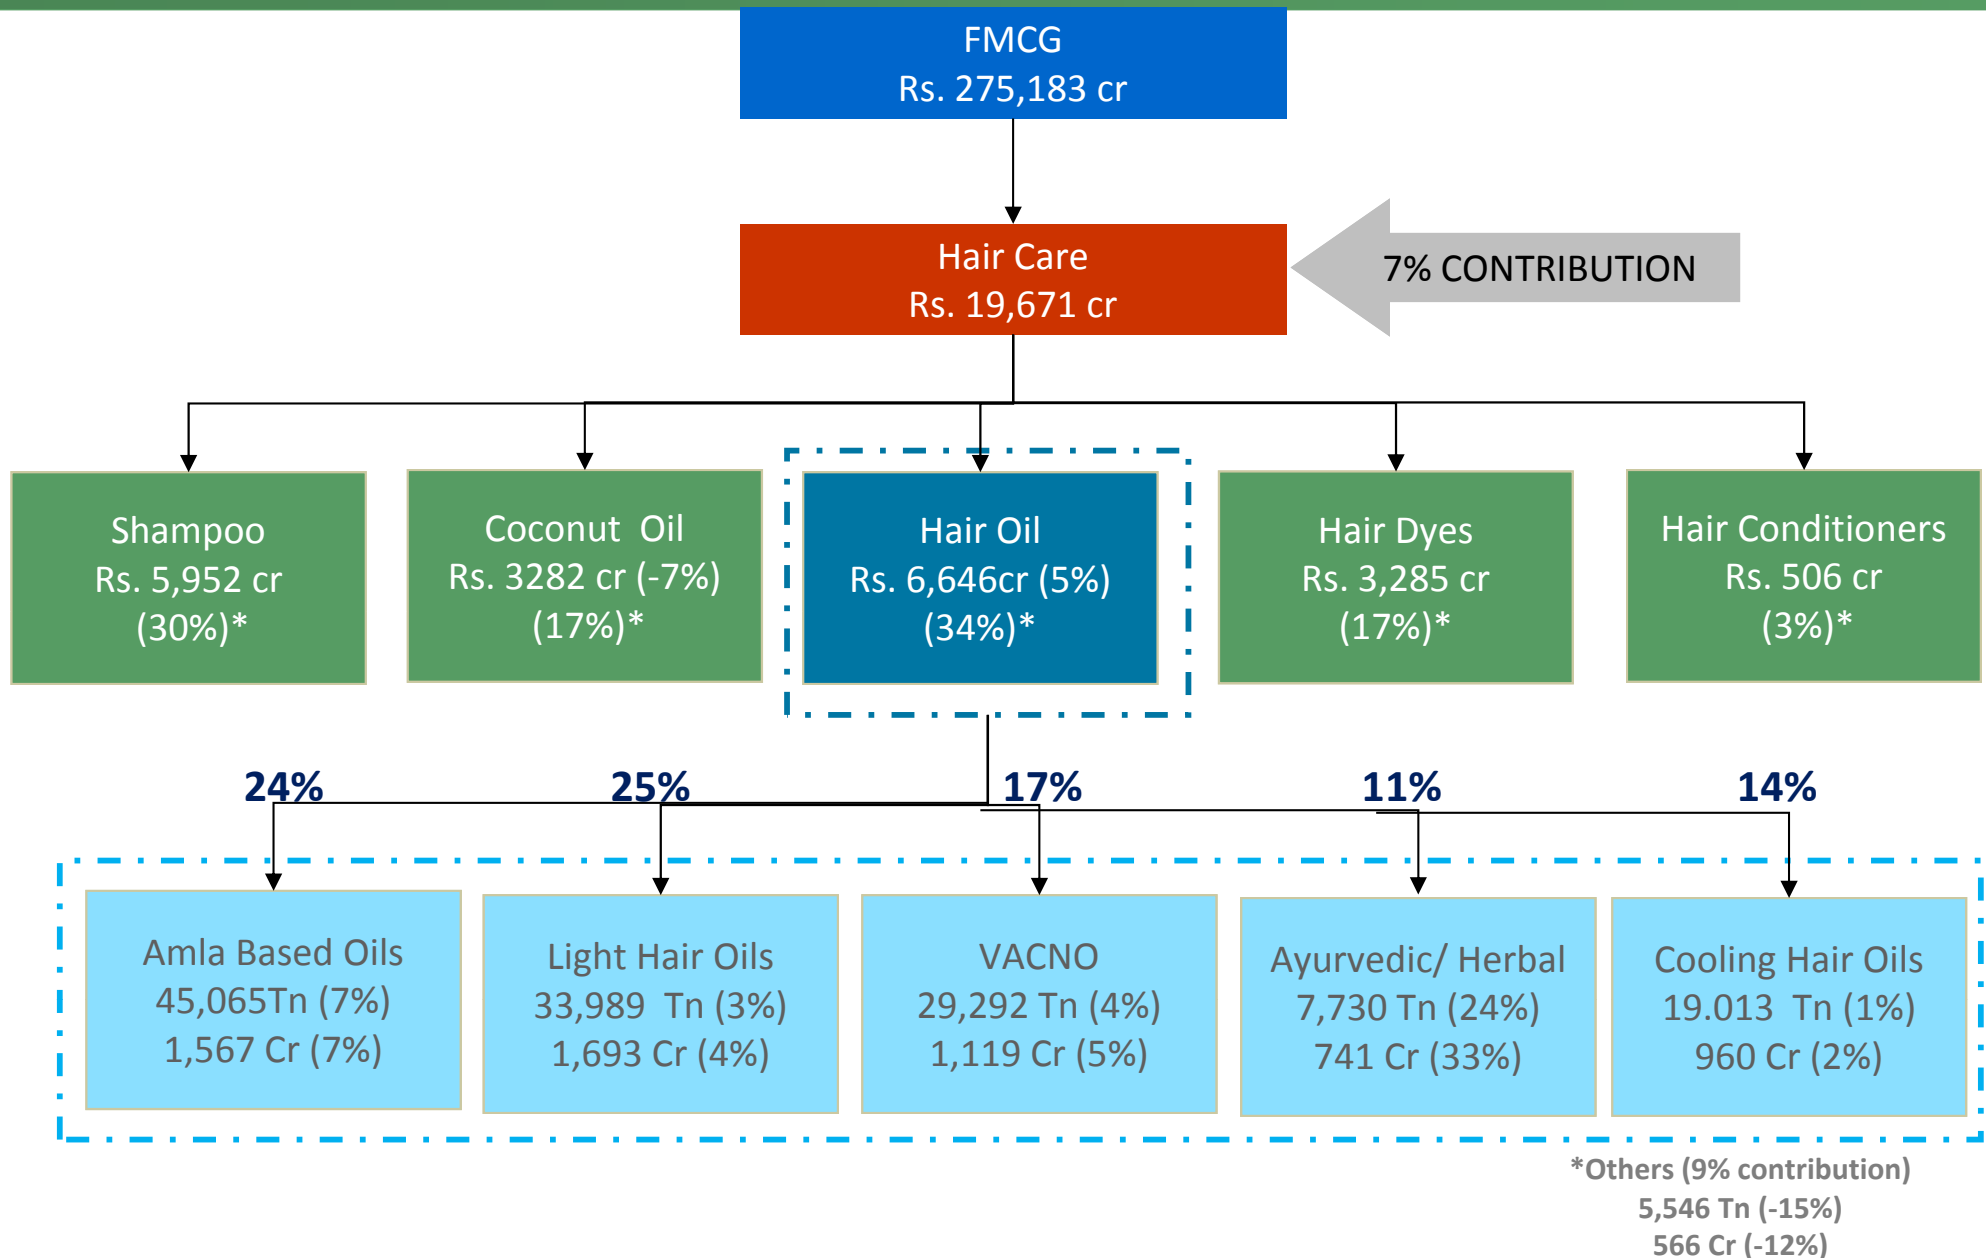 FMCG
Rs. 275,183 cr
Hair Care
Rs. 19,671 cr
7% CONTRIBUTION
Shampoo
Rs. 5,952 cr
(30%)*
Coconut  Oil
Rs. 3282 cr (-7%)
(17%)*
Hair Oil
Rs. 6,646cr (5%)
(34%)*
Hair Dyes
Rs. 3,285 cr
(17%)*
Hair Conditioners
Rs. 506 cr
(3%)*
24%
25%
17%
11%
14%
Amla Based Oils
45,065Tn (7%)
1,567 Cr (7%)
Light Hair Oils
33,989  Tn (3%)
1,693 Cr (4%)
VACNO
29,292 Tn (4%)
1,119 Cr (5%)
Ayurvedic/ Herbal
7,730 Tn (24%)
741 Cr (33%)
Cooling Hair Oils
19.013  Tn (1%)
960 Cr (2%)
*Others (9% contribution)
5,546 Tn (-15%)
566 Cr (-12%)